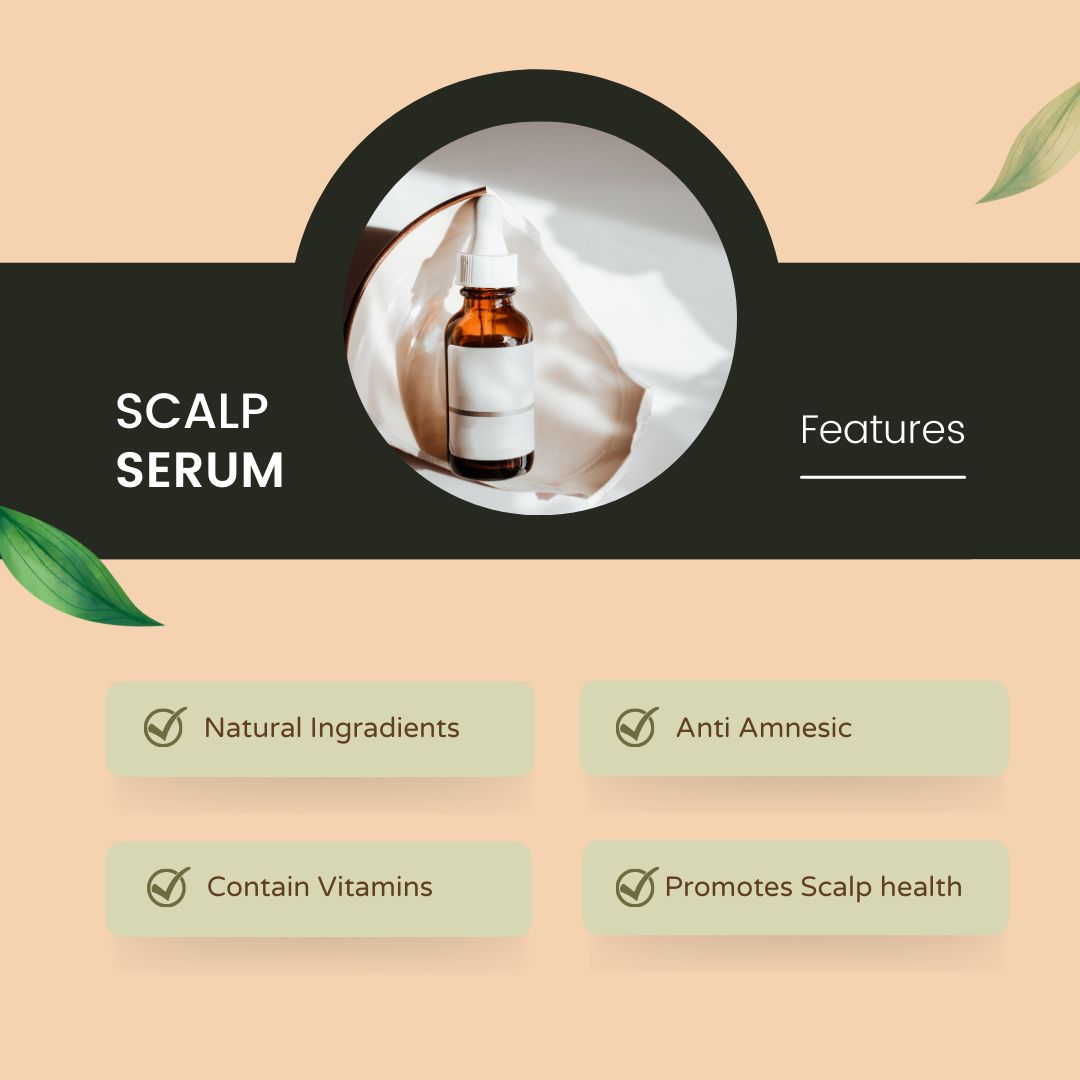 SCALP
SERUM
Features
Natural Ingradients
Anti Amnesic
Contain Vitamins
Promotes Scalp health